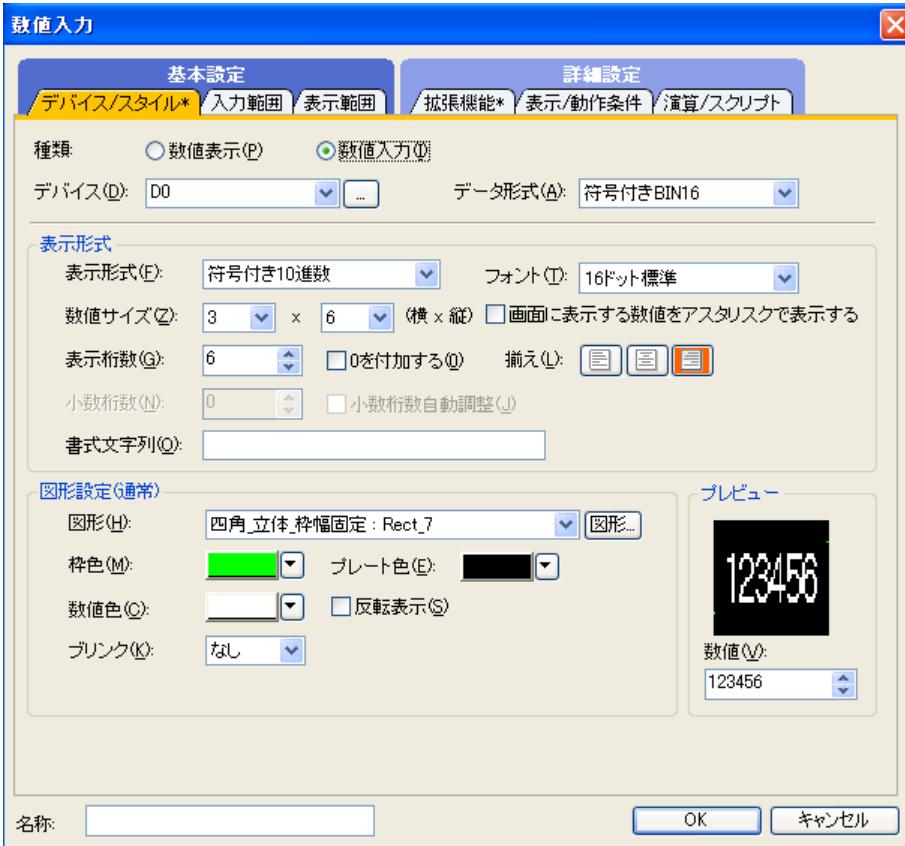 数値入力
基本設定 詳細設定
デバイス/スタイル* 入力範囲 表示範囲 拡張機能* 表示/動作条件 演算/スクリプト
種類: 数値表示(P) 数値入力(I)
デバイス(D): D0 ... データ形式(A): 符号付きBIN16
表示形式
表示形式(F): 符号付き10進数 フォント(T): 16ドット標準
数値サイズ(Z): 3 x 6 (横 x 縦) 画面に表示する数値をアスタリスクで表示する
表示桁数(G): 6 0を付加する(0) 揃え(L):
小数桁数(N): 0 小数桁数自動調整(J)
書式文字列(O):
図形設定(通常)
図形(H): 四角_立体_枠幅固定 : Rect_7 図形...
枠色(M): プレート色(E):
数値色(C): 反転表示(S)
ブリンク(K): なし
プレビュー
123456
数値(V):
123456
名称: OK キャンセル